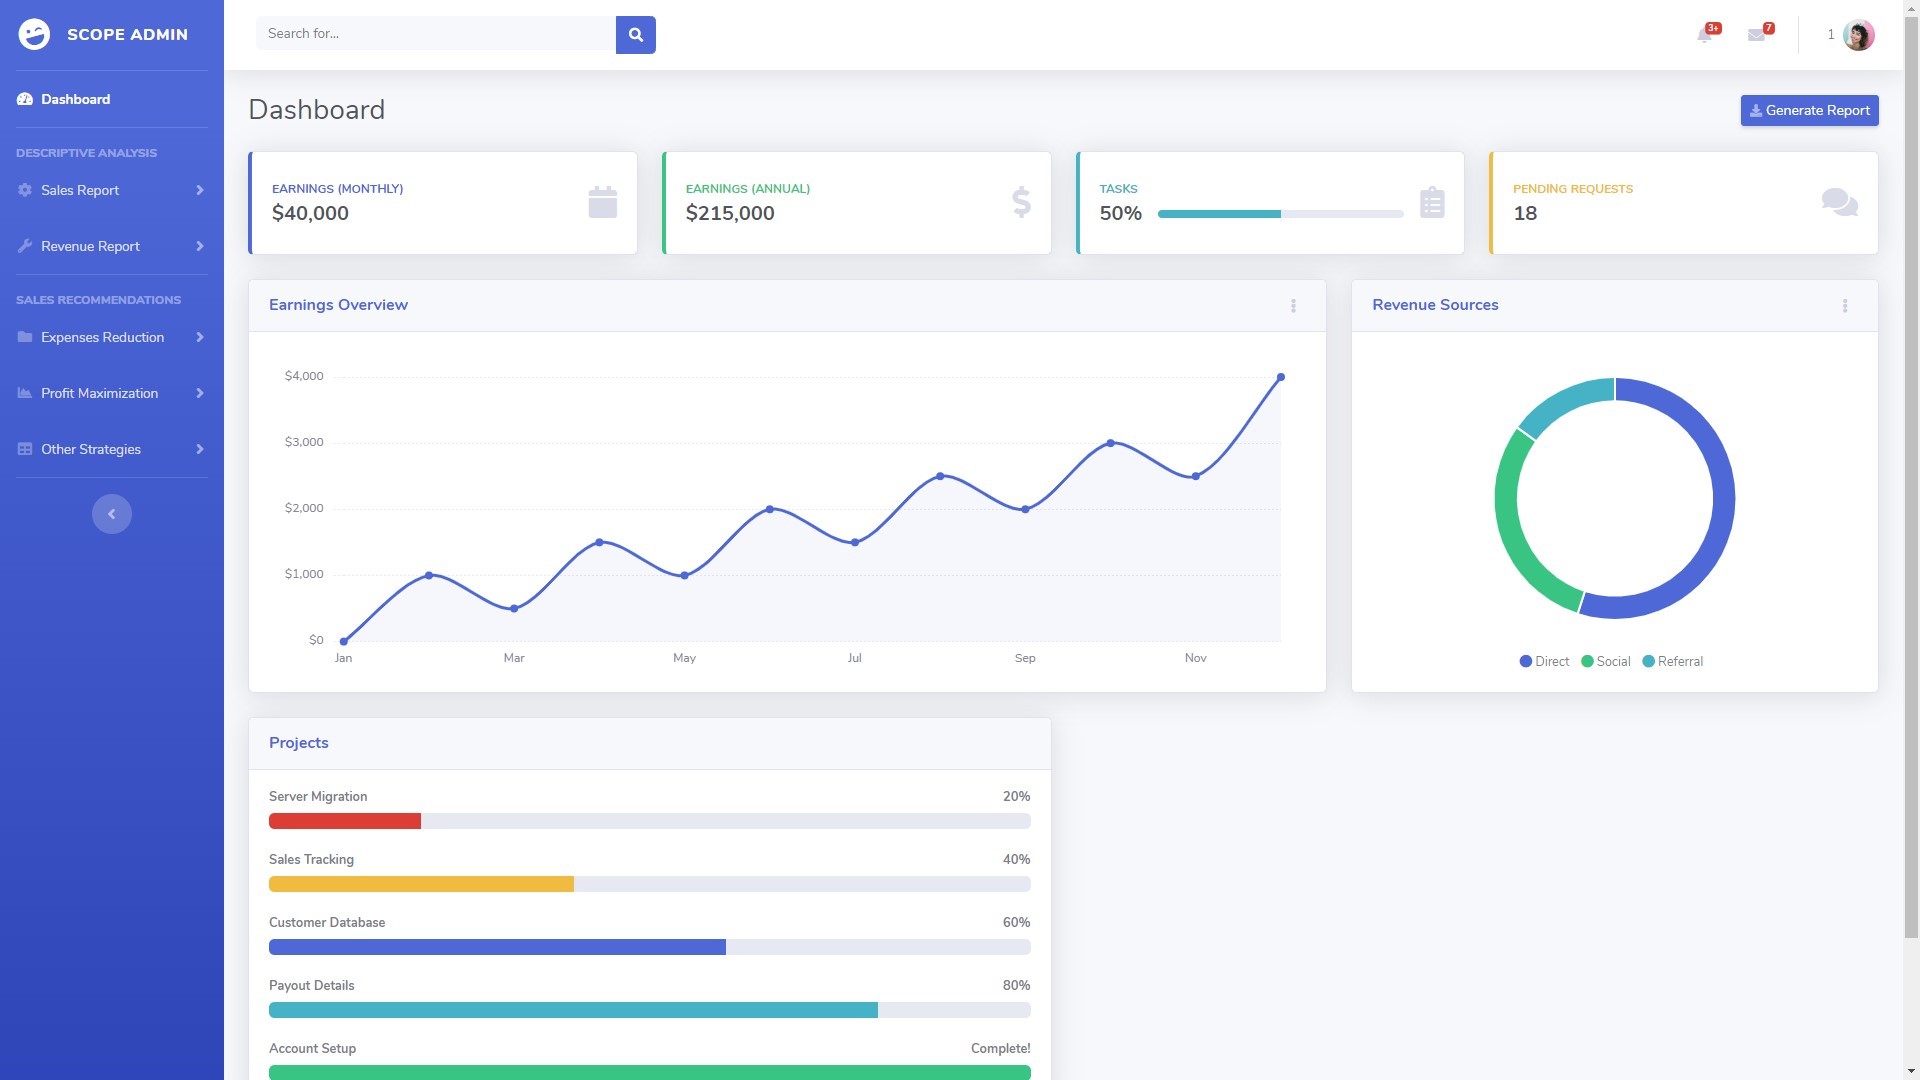 SCOPE ADMIN
Dashboard
DESCRIPTIVE ANALYSIS
Sales Report
Revenue Report
SALES RECOMMENDATIONS
Expenses Reduction
Profit Maximization
Other Strategies
Search for...
3+
7
1
Dashboard
Generate Report
EARNINGS (MONTHLY)
$40,000
EARNINGS (ANNUAL)
$215,000
TASKS
50%
PENDING REQUESTS
18
Earnings Overview
$4,000
$3,000
$2,000
$1,000
$0
Jan Mar May Jul Sep Nov
Revenue Sources
Direct Social Referral
Projects
Server Migration 20%
Sales Tracking 40%
Customer Database 60%
Payout Details 80%
Account Setup Complete!